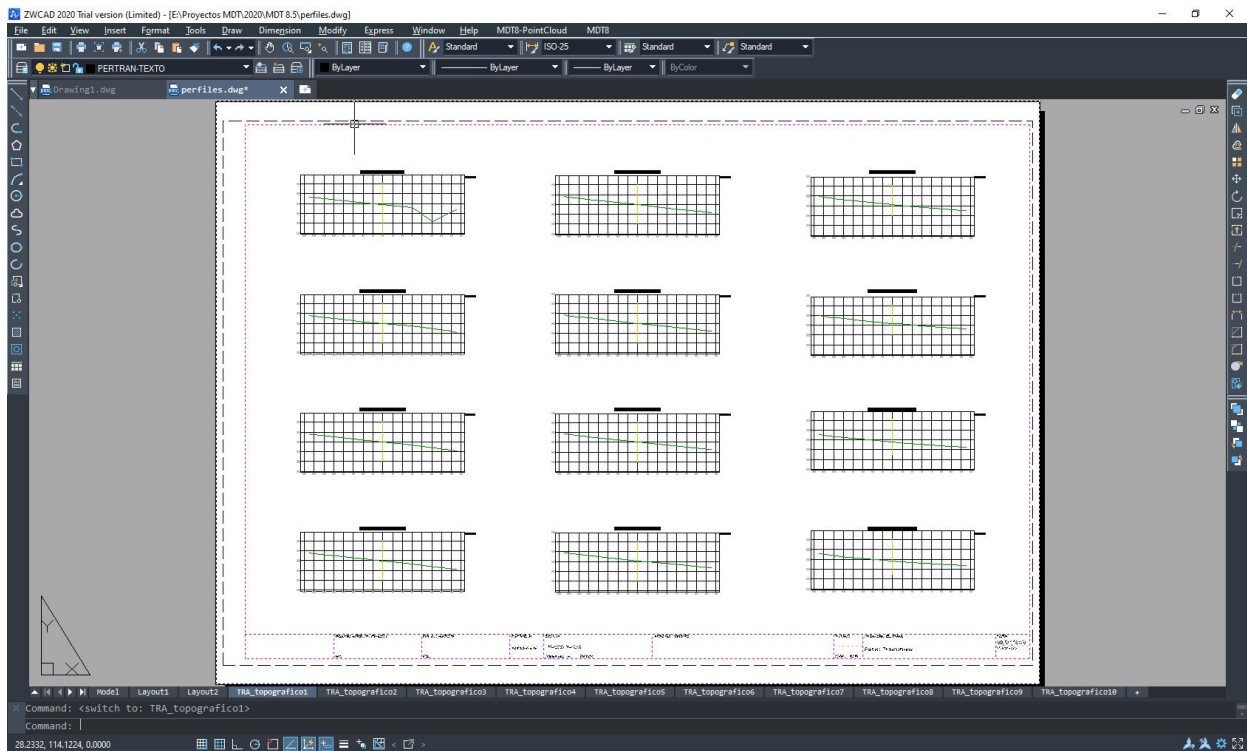 ZWCAD 2020 Trial version (Limited) - [E:\Proyectos MDT\2020\MDT 8.5\perfiles.dwg]
File Edit View Insert Format Tools Draw Dimension Modify Express Window Help MDT8-PointCloud MDT8
Standard ISO-25 Standard Standard
PERTRAN-TEXTO ByLayer ByLayer ByLayer ByColor
Drawing1.dwg perfiles.dwg*
Y
X
Model Layout1 Layout2 TRA_topografico1 TRA_topografico2 TRA_topografico3 TRA_topografico4 TRA_topografico5 TRA_topografico6 TRA_topografico7 TRA_topografico8 TRA_topografico9 TRA_topografico10 +
Command: <switch to: TRA_topografico1>
Command:
28.2332, 114.1224, 0.0000